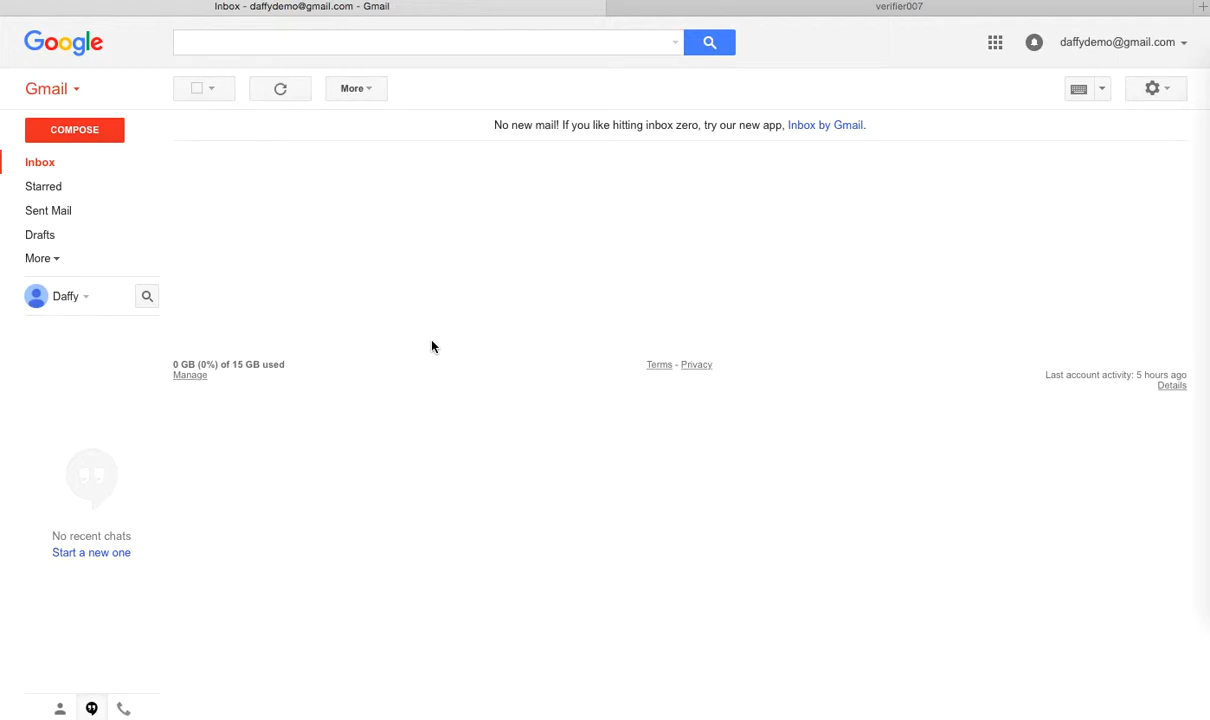 Inbox - daffydemo@gmail.com - Gmail
verifier007
Google
daffydemo@gmail.com
Gmail
More
COMPOSE
No new mail! If you like hitting inbox zero, try our new app, Inbox by Gmail.
Inbox
Starred
Sent Mail
Drafts
More
Daffy
0 GB (0%) of 15 GB used
Manage
Terms - Privacy
Last account activity: 5 hours ago
Details
No recent chats
Start a new one